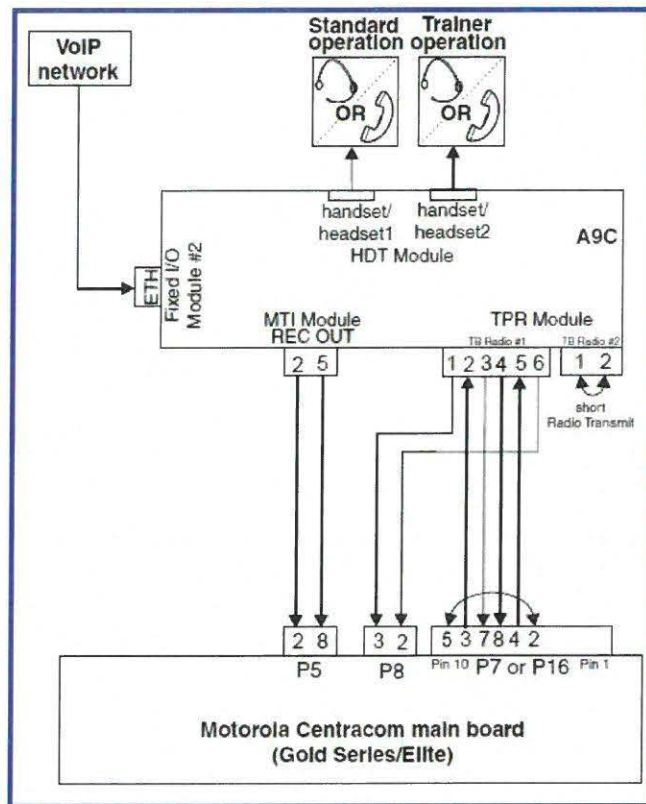 Standard operation
Trainer operation
VoIP network
OR
OR
handset/ headset1
handset/ headset2
HDT Module
A9C
ETH
Fixed I/O Module #2
MTI Module
REC OUT
TPR Module
TB Radio #1
TB Radio #2
2 5
1 2 3 4 5 6
1 2
short
Radio Transmit
2 8
3 2
5 3 7 8 4 2
P5
P8
Pin 10
P7 or P16
Pin 1
Motorola Centracom main board
(Gold Series/Elite)